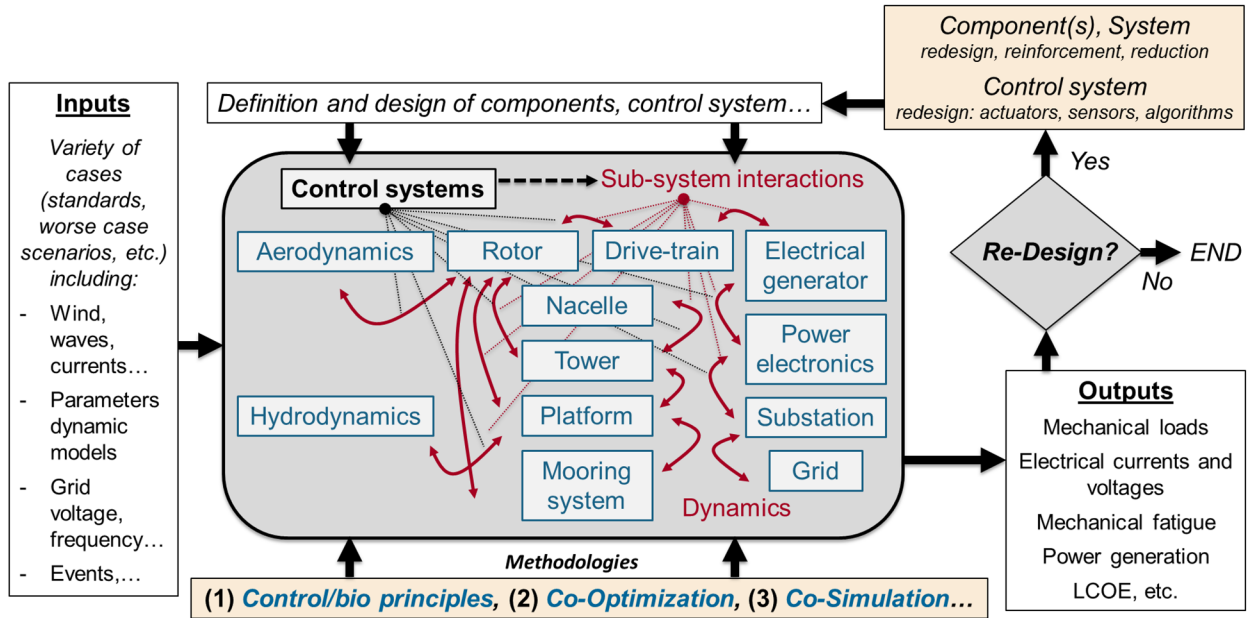 Inputs
Variety of
cases
(standards,
worse case
scenarios, etc.)
including:
- Wind,
waves,
currents…
- Parameters
dynamic
models
- Grid
voltage,
frequency…
- Events,…
Definition and design of components, control system…
Component(s), System
redesign, reinforcement, reduction
Control system
redesign: actuators, sensors, algorithms
Control systems
Sub-system interactions
Aerodynamics
Rotor
Drive-train
Electrical
generator
Nacelle
Tower
Power
electronics
Hydrodynamics
Platform
Substation
Mooring
system
Grid
Dynamics
Methodologies
(1) Control/bio principles, (2) Co-Optimization, (3) Co-Simulation…
Yes
Re-Design?
END
No
Outputs
Mechanical loads
Electrical currents and
voltages
Mechanical fatigue
Power generation
LCOE, etc.